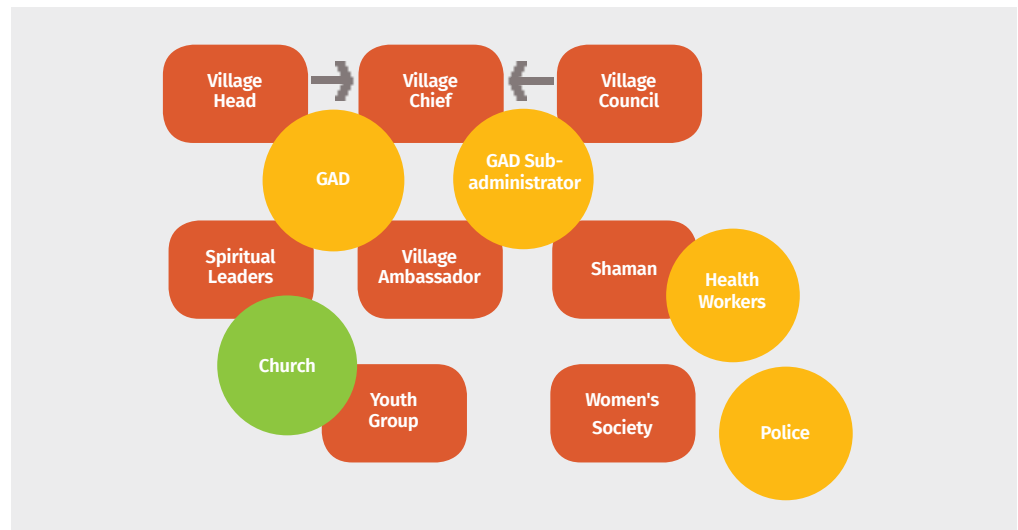 Village
Head
Village
Chief
Village
Council
GAD
GAD Sub-
administrator
Spiritual
Leaders
Village
Ambassador
Shaman
Health
Workers
Church
Youth
Group
Women's
Society
Police